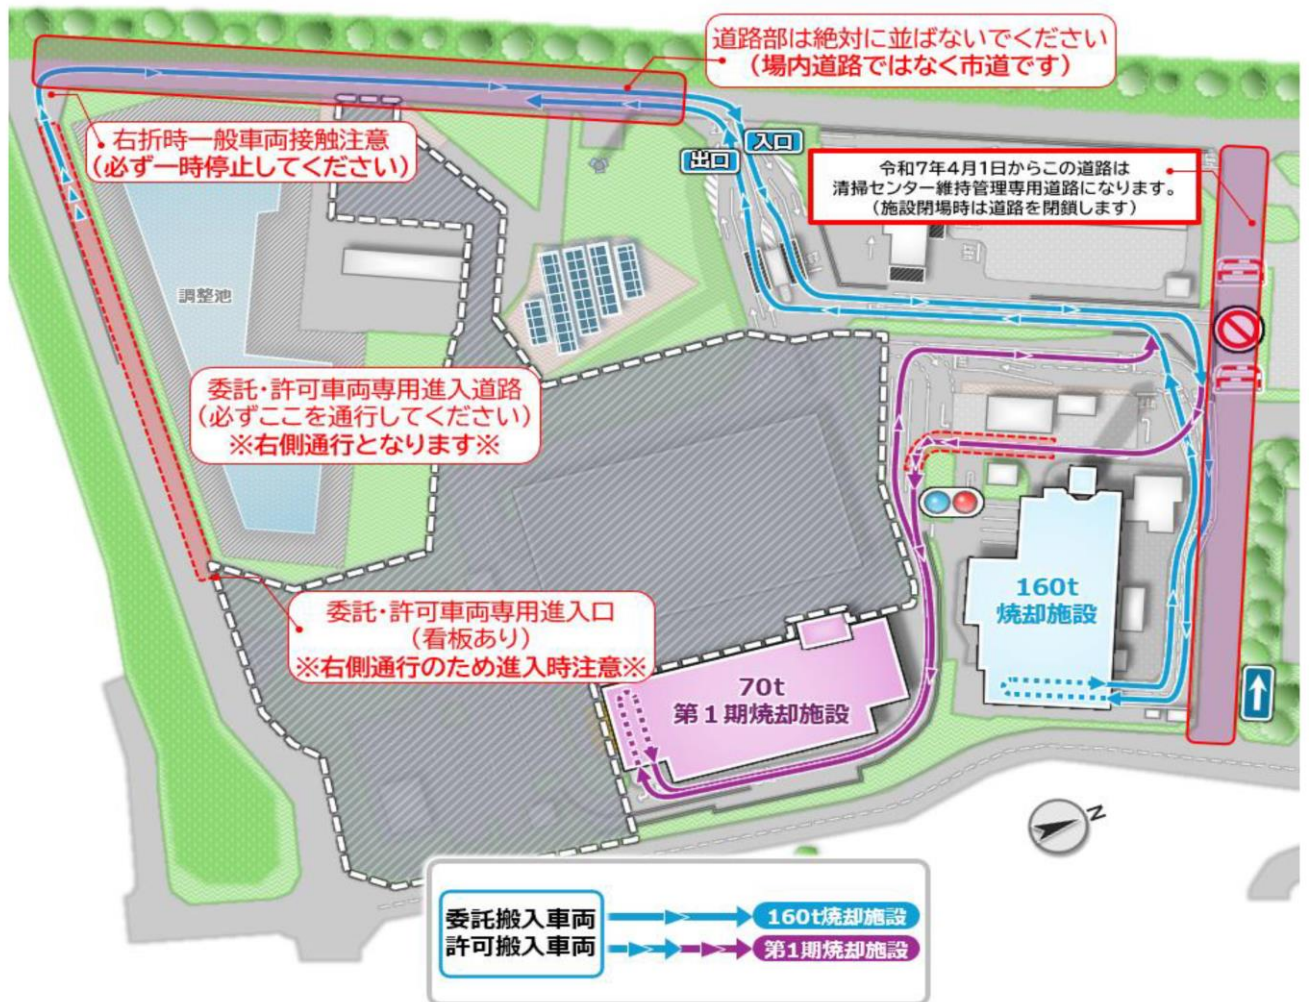 道路部は絶対に並ばないでください
(場内道路ではなく市道です)
右折時一般車両接触注意
(必ず一時停止してください)
出口
入口
令和7年4月1日からこの道路は
清掃センター維持管理専用道路になります。
(施設閉場時は道路を閉鎖します)
調整池
委託・許可車両専用進入道路
(必ずここを通行してください)
※右側通行となります※
委託・許可車両専用進入口
(看板あり)
※右側通行のため進入時注意※
160t
焼却施設
70t
第1期焼却施設
N
委託搬入車両
160t焼却施設
許可搬入車両
第1期焼却施設